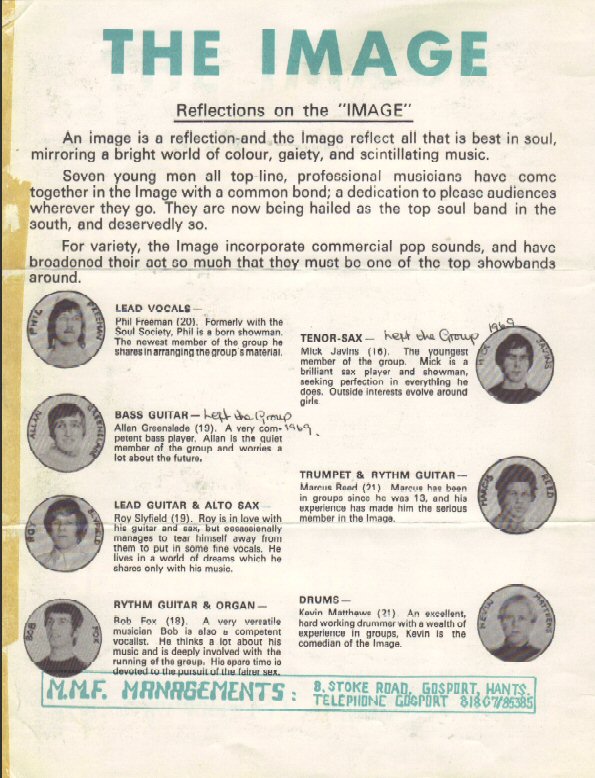 THE IMAGE
Reflections on the "IMAGE"
An image is a reflection-and the Image reflect all that is best in soul,
mirroring a bright world of colour, gaiety, and scintillating music.
Seven young men all top-line, professional musicians have come
together in the Image with a common bond; a dedication to please audiences
wherever they go. They are now being hailed as the top soul band in the
south, and deservedly so.
For variety, the Image incorporate commercial pop sounds, and have
broadened their act so much that they must be one of the top showbands
around.
PHIL FREEMAN
LEAD VOCALS—
Phil Freeman (20). Formerly with the
Soul Society, Phil is a born showman.
The newest member of the group he
shares in arranging the group's material.
ALLAN
BASS GUITAR— Left the Group
1969.
Allen Greenslade (19). A very com-
petent bass player. Allan is the quiet
member of the group and worries a
lot about the future.
ROY
LEAD GUITAR & ALTO SAX—
Roy Slyfield (19). Roy is in love with
his guitar and sax, but occassionally
manages to tear himself away from
them to put in some fine vocals. He
lives in a world of dreams which he
shares only with his music.
BOB FOX
RYTHM GUITAR & ORGAN—
Bob Fox (18). A very versatile
musician Bob is also a competent
vocalist. He thinks a lot about his
music and is deeply involved with the
running of the group. His spare time is
devoted to the pursuit of the fairer sex.
TENOR-SAX— Left the Group 1969
Mick Javins (16). The youngest
member of the group. Mick is a
brilliant sax player and showman,
seeking perfection in everything he
does. Outside interests evolve around
girls.
MICK JAVINS
TRUMPET & RYTHM GUITAR—
Marcus Reed (21). Marcus has been
in groups since he was 13, and his
experience has made him the serious
member in the Image.
MARCUS REED
DRUMS—
Kevin Matthews (21). An excellent,
hard working drummer with a wealth of
experience in groups, Kevin is the
comedian of the Image.
KEVIN MATTHEWS
M.M.F. MANAGEMENTS: 8, STOKE ROAD, GOSPORT, HANTS.
TELEPHONE GOSPORT 81807/85385